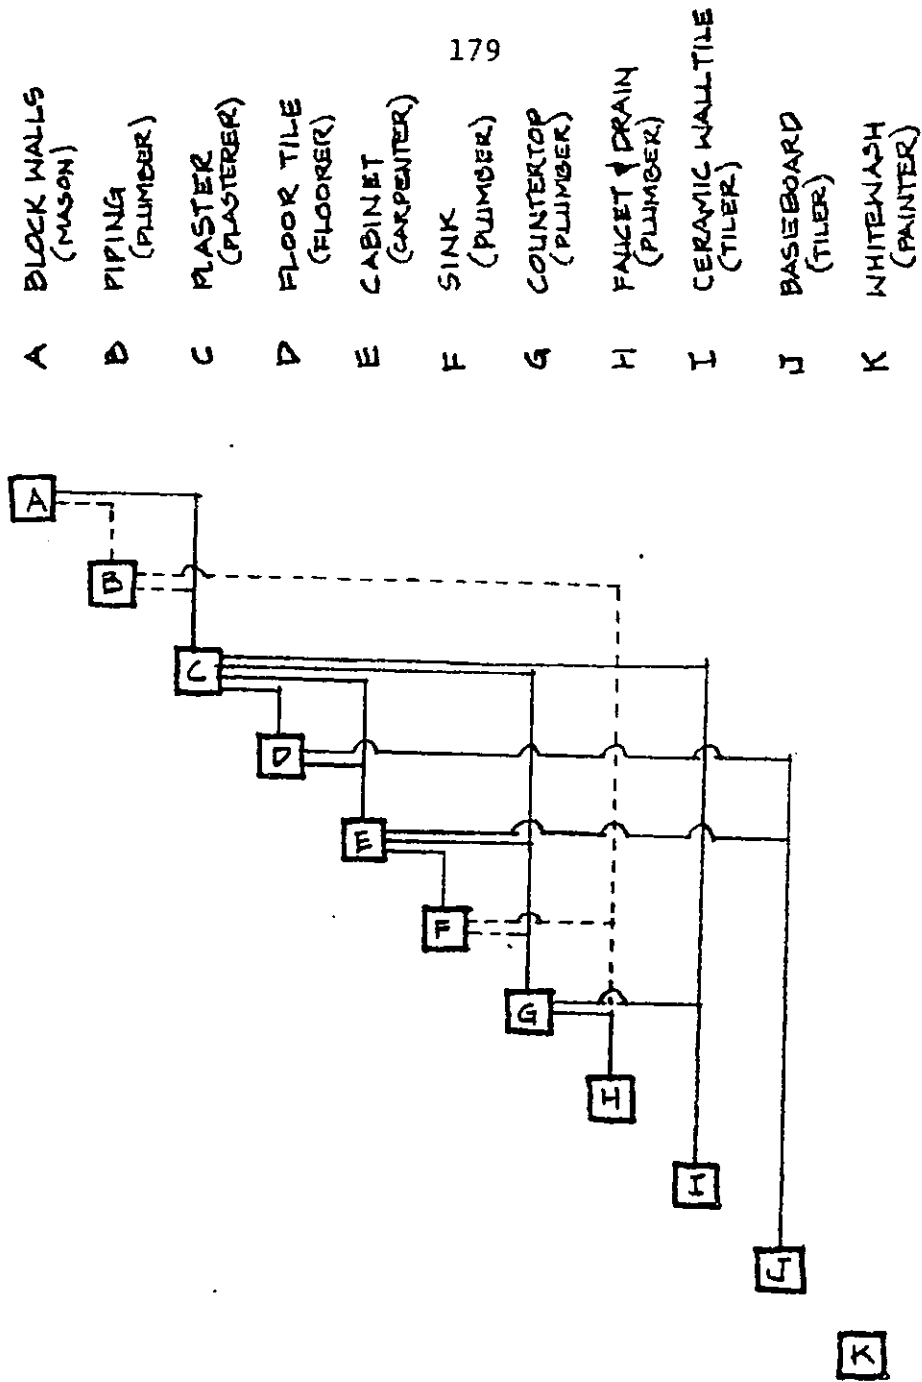 179
A BLOCK WALLS
(MASON)
B PIPING
(PLUMBER)
C PLASTER
(PLASTERER)
D FLOOR TILE
(FLOORER)
E CABINET
(CARPENTER)
F SINK
(PLUMBER)
G COUNTERTOP
(PLUMBER)
H FAUCET & DRAIN
(PLUMBER)
I CERAMIC WALL TILE
(TILER)
J BASEBOARD
(TILER)
K WHITEWASH
(PAINTER)
A
B
C
D
E
F
G
H
I
J
K